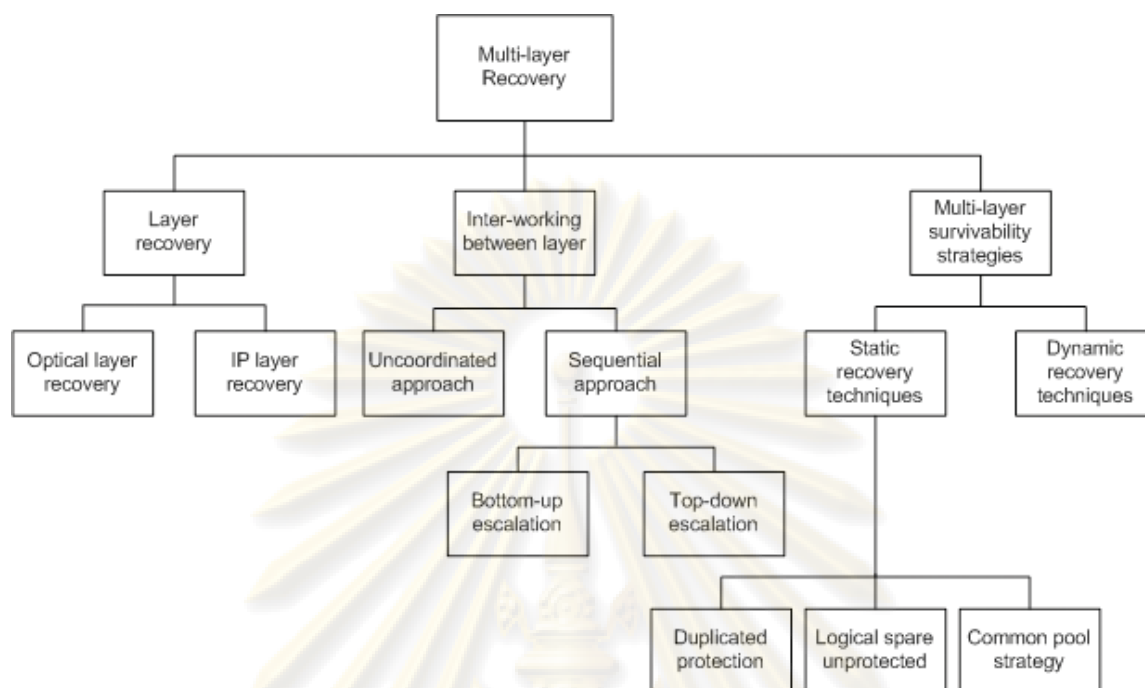 Multi-layer
Recovery
Layer
recovery
Inter-working
between layer
Multi-layer
survivability
strategies
Optical layer
recovery
IP layer
recovery
Uncoordinated
approach
Sequential
approach
Static
recovery
techniques
Dynamic
recovery
techniques
Bottom-up
escalation
Top-down
escalation
Duplicated
protection
Logical spare
unprotected
Common pool
strategy